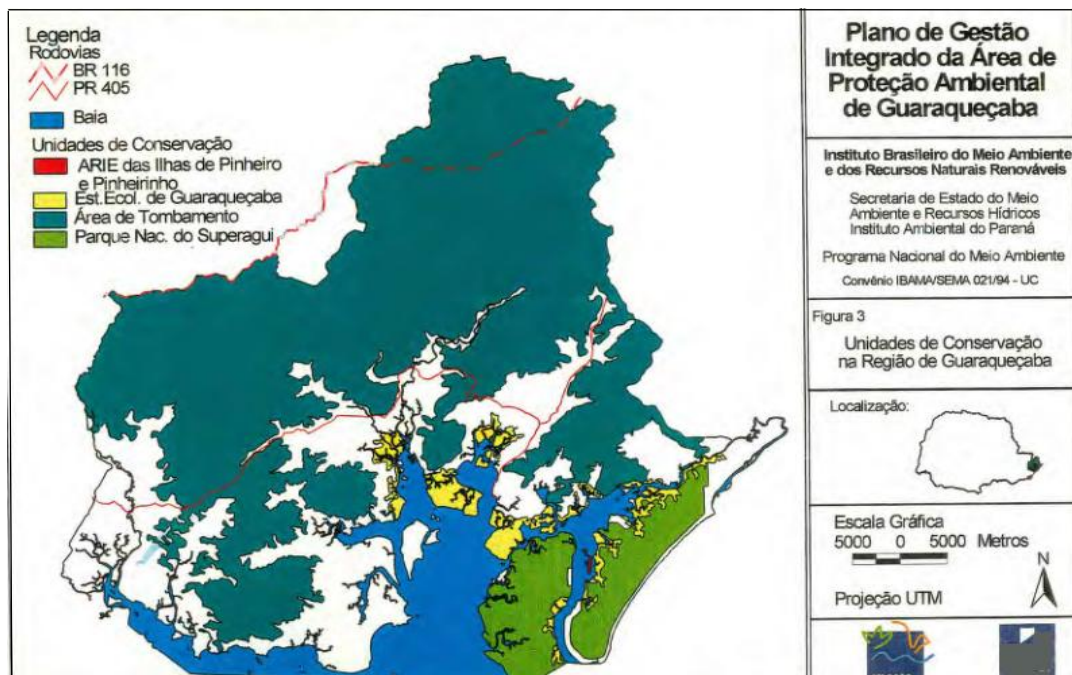 Legenda
Rodovias
BR 116
PR 405
Baia
Unidades de Conservação
ARIE das Ilhas de Pinheiro
e Pinheirinho
Est.Ecol. de Guaraqueçaba
Área de Tombamento
Parque Nac. do Superagui
Plano de Gestão
Integrado da Área de
Proteção Ambiental
de Guaraqueçaba
Instituto Brasileiro do Meio Ambiente
e dos Recursos Naturais Renováveis
Secretaria de Estado do Meio
Ambiente e Recursos Hídricos
Instituto Ambiental do Paraná
Programa Nacional do Meio Ambiente
Convênio IBAMA/SEMA 021/94 - UC
Figura 3
Unidades de Conservação
na Região de Guaraqueçaba
Localização:
Escala Gráfica
5000 0 5000 Metros
N
Projeção UTM